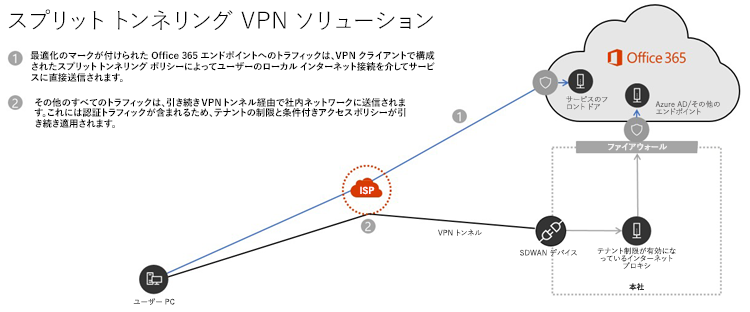 スプリット トンネリング VPN ソリューション
1
最適化のマークが付けられた Office 365 エンドポイントへのトラフィックは、VPN クライアントで構成
されたスプリット トンネリング ポリシーによってユーザーのローカル インターネット接続を介してサービ
スに直接送信されます。
2
その他のすべてのトラフィックは、引き続き VPN トンネル経由で社内ネットワークに送信されま
す。これには認証トラフィックが含まれるため、テナントの制限と条件付きアクセスポリシーが引
き続き適用されます。
Office 365
サービスのフ
ロント ドア
Azure AD/その他の
エンドポイント
1
ファイアウォール
ISP
2
VPN トンネル
SDWAN デバイス
テナント制限が有効にな
っているインターネット
プロキシ
本社
ユーザー PC